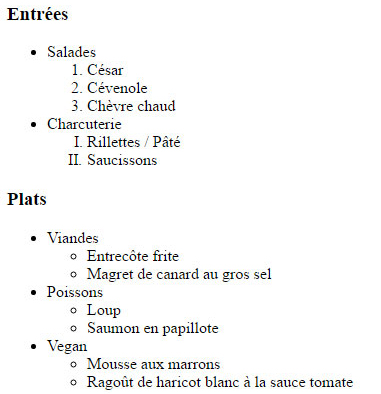 Entrées
• Salades
1. César
2. Cévenole
3. Chèvre chaud
• Charcuterie
I. Rillettes / Pâté
II. Saucissons
Plats
• Viandes
◦ Entrecôte frite
◦ Magret de canard au gros sel
• Poissons
◦ Loup
◦ Saumon en papillote
• Vegan
◦ Mousse aux marrons
◦ Ragoût de haricot blanc à la sauce tomate